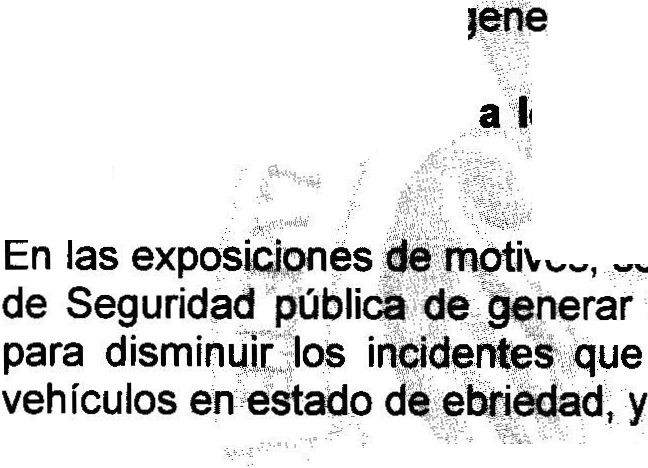 gene
a
En las exposiciones de motivos,
de Seguridad pública de generar
para disminuir los incidentes que
vehículos en estado de ebriedad, y